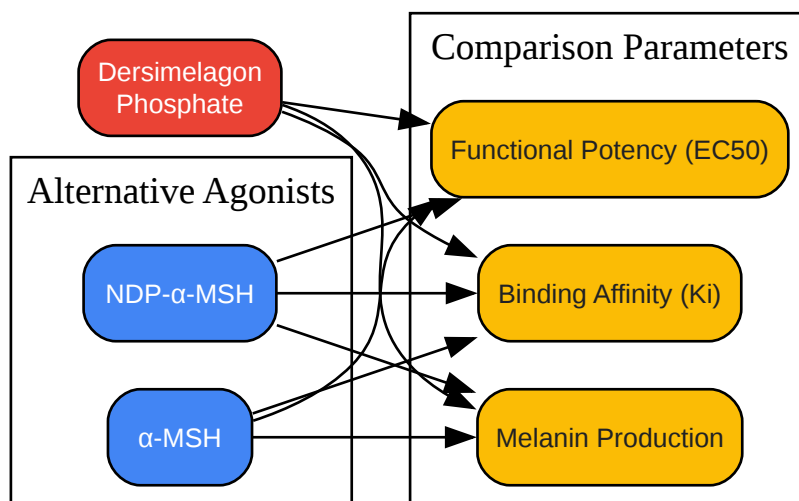 Dersimelagon
Phosphate
Alternative Agonists
NDP-α-MSH
α-MSH
Comparison Parameters
Functional Potency (EC50)
Binding Affinity (Ki)
Melanin Production